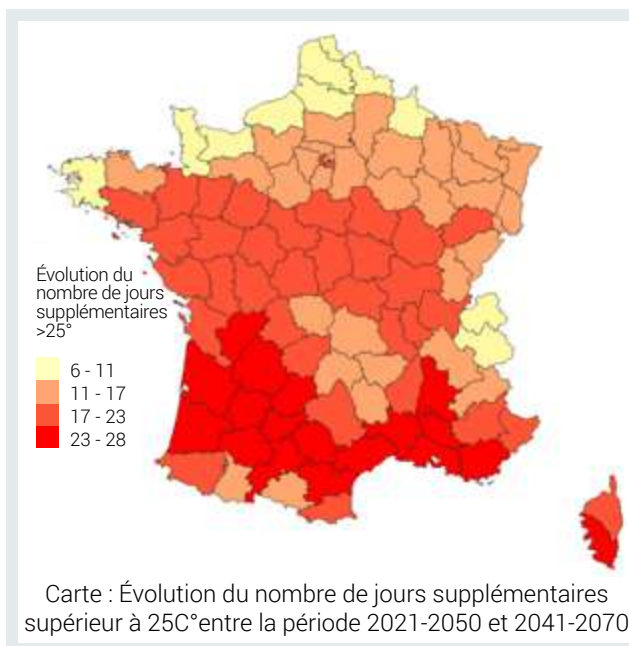 Évolution du
nombre de jours
supplémentaires
>25°
6 - 11
11 - 17
17 - 23
23 - 28
Carte : Évolution du nombre de jours supplémentaires
supérieur à 25C°entre la période 2021-2050 et 2041-2070